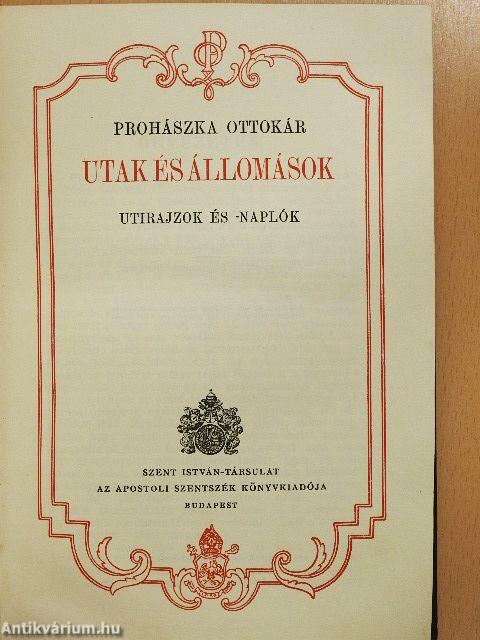 PROHÁSZKA OTTOKÁR
UTAK ÉS ÁLLOMÁSOK
UTIRAJZOK ÉS -NAPLÓK
SZENT ISTVÁN-TÁRSULAT
AZ APOSTOLI SZENTSZÉK KÖNYVKIADÓJA
BUDAPEST
Antikvárium.hu